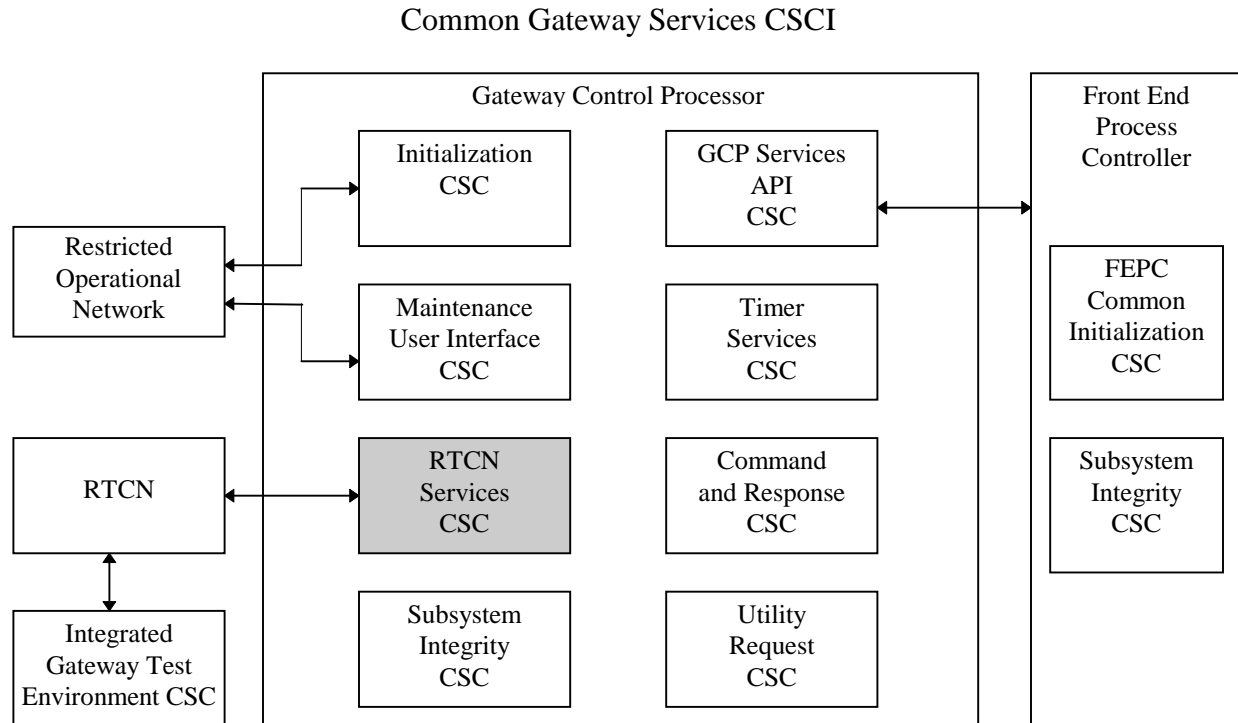 Common Gateway Services CSCI
Gateway Control Processor
Front End
Process
Controller
Initialization
CSC
GCP Services
API
CSC
Restricted
Operational
Network
FEPC
Common
Initialization
CSC
Maintenance
User Interface
CSC
Timer
Services
CSC
RTCN
RTCN
Services
CSC
Command
and Response
CSC
Subsystem
Integrity
CSC
Integrated
Gateway Test
Environment CSC
Subsystem
Integrity
CSC
Utility
Request
CSC